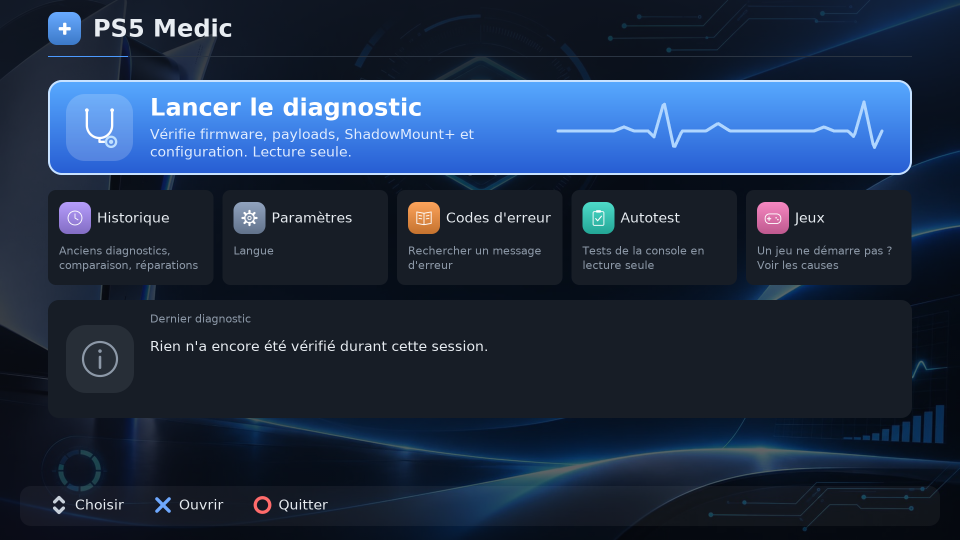 PS5 Medic
Lancer le diagnostic
Vérifie firmware, payloads, ShadowMount+ et
configuration. Lecture seule.
Historique
Anciens diagnostics,
comparaison, réparations
Paramètres
Langue
Codes d'erreur
Rechercher un message
d'erreur
Autotest
Tests de la console en
lecture seule
Jeux
Un jeu ne démarre pas ?
Voir les causes
Dernier diagnostic
Rien n'a encore été vérifié durant cette session.
Choisir
Ouvrir
Quitter